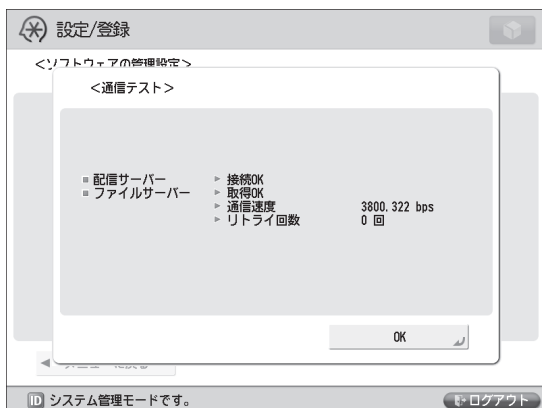 設定/登録
<ソフトウェアの管理設定>
<通信テスト>
配信サーバー ▶ 接続OK
ファイルサーバー ▶ 取得OK
▶ 通信速度 3800.322 bps
▶ リトライ回数 0 回
OK
ID システム管理モードです。
ログアウト